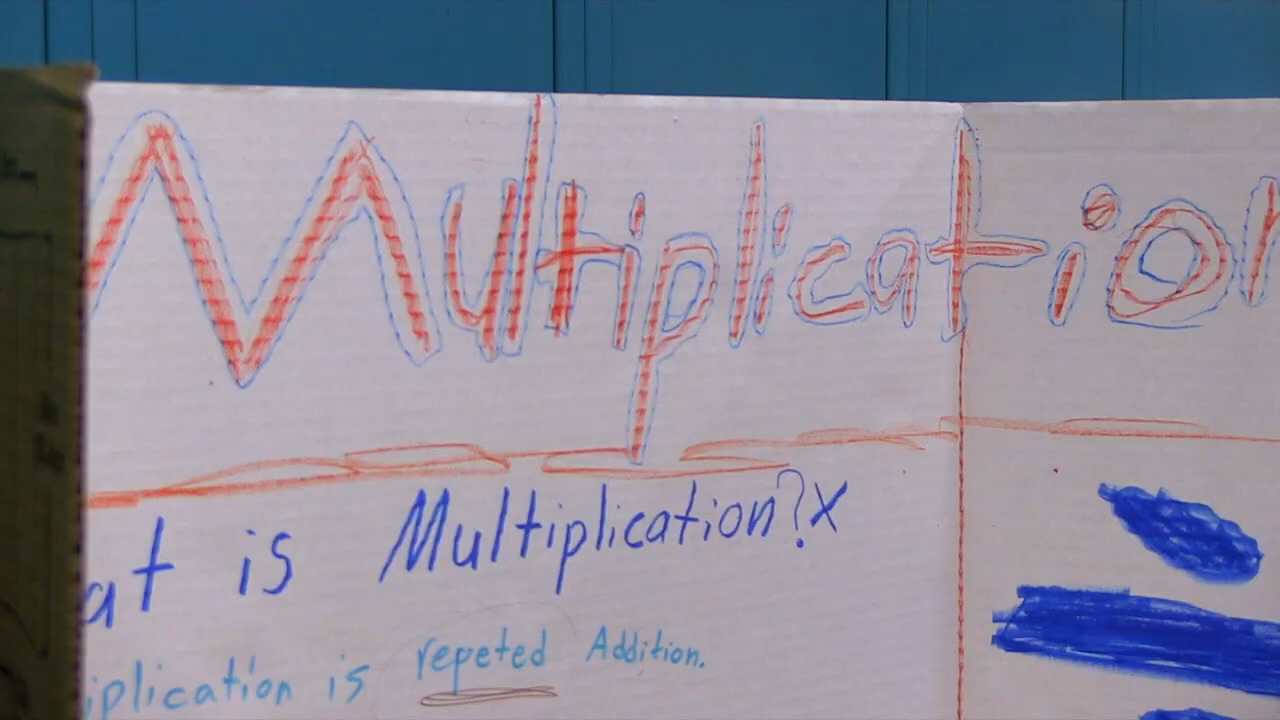 Multiplication
at is Multiplication? x
iplication is repeted Addition.